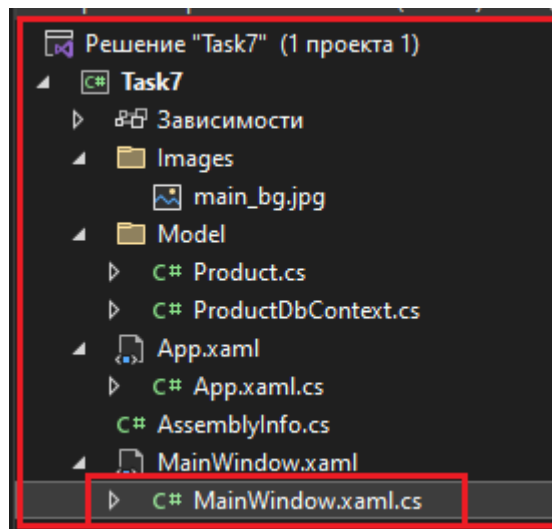 Решение "Task7" (1 проекта 1)
C# Task7
Зависимости
Images
main_bg.jpg
Model
C# Product.cs
C# ProductDbContext.cs
App.xaml
C# App.xaml.cs
C# AssemblyInfo.cs
MainWindow.xaml
C# MainWindow.xaml.cs